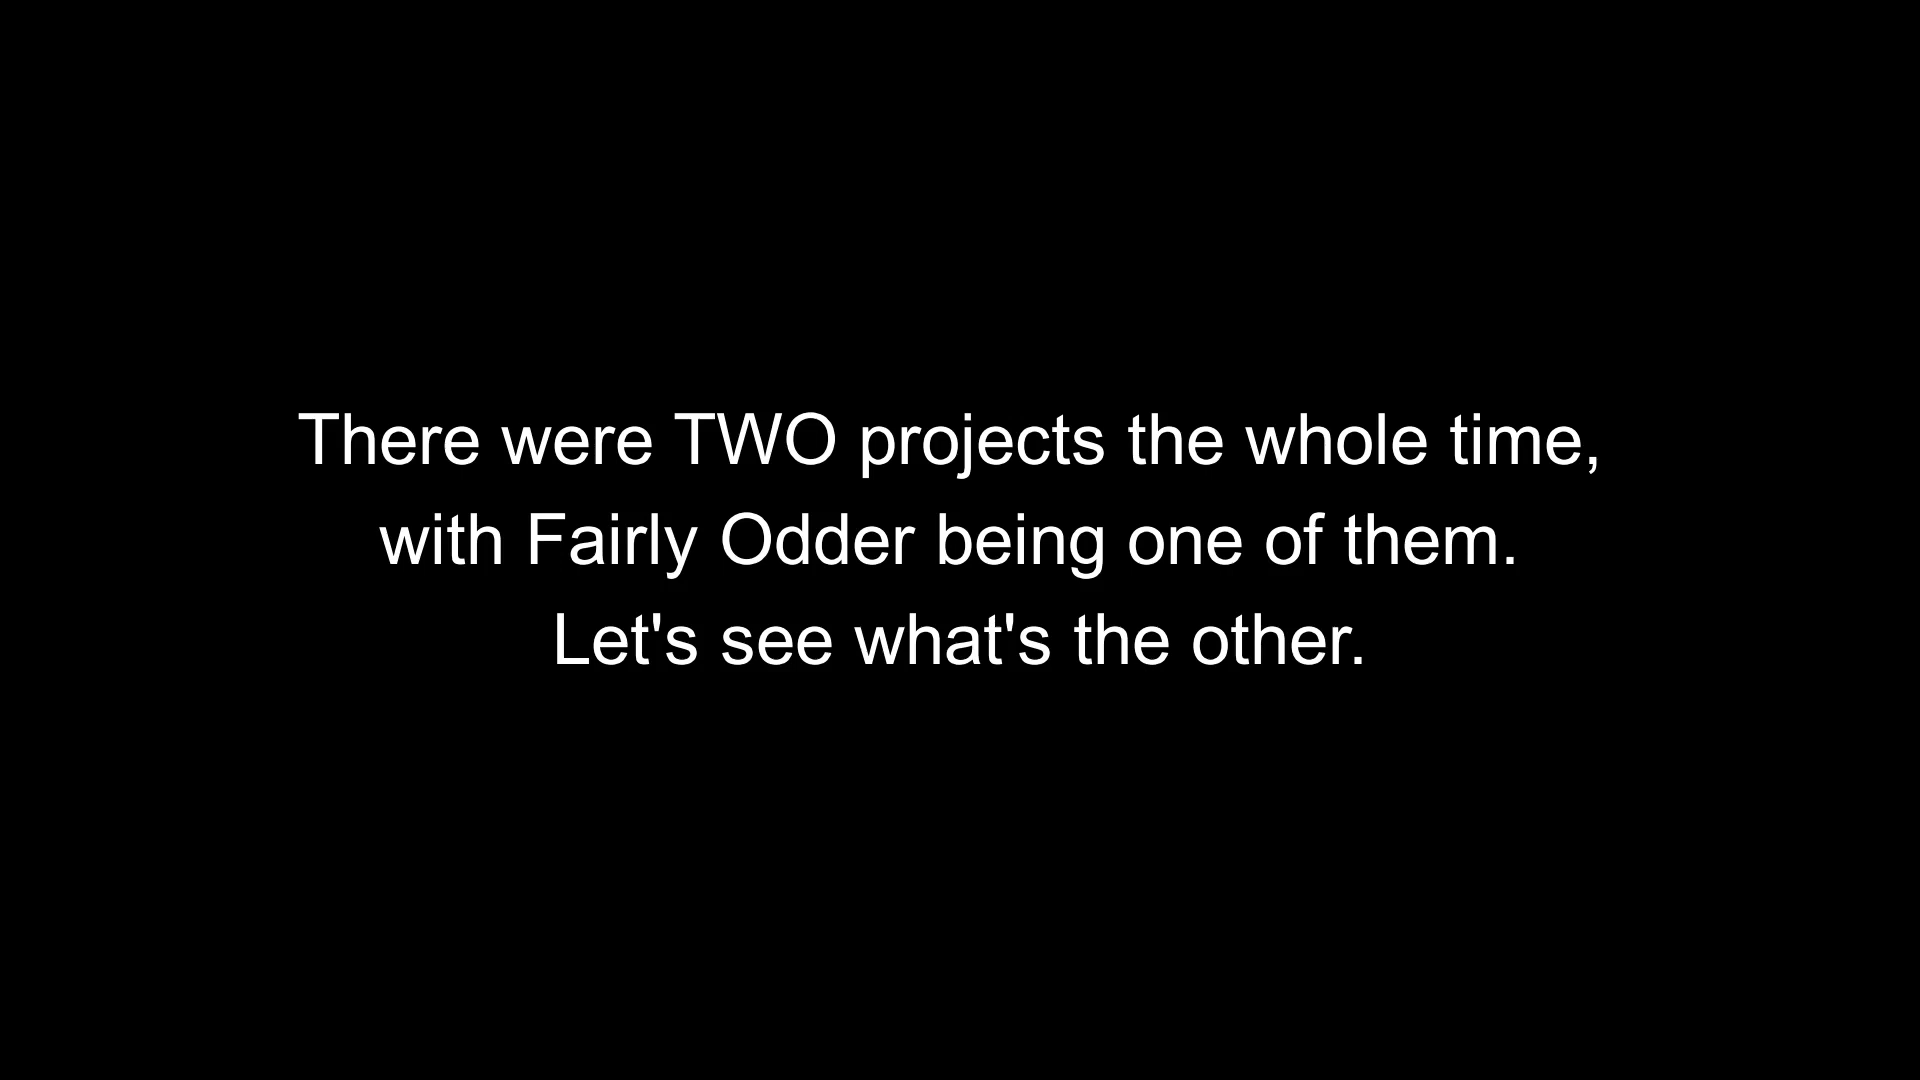 There were TWO projects the whole time,
with Fairly Odder being one of them.
Let's see what's the other.